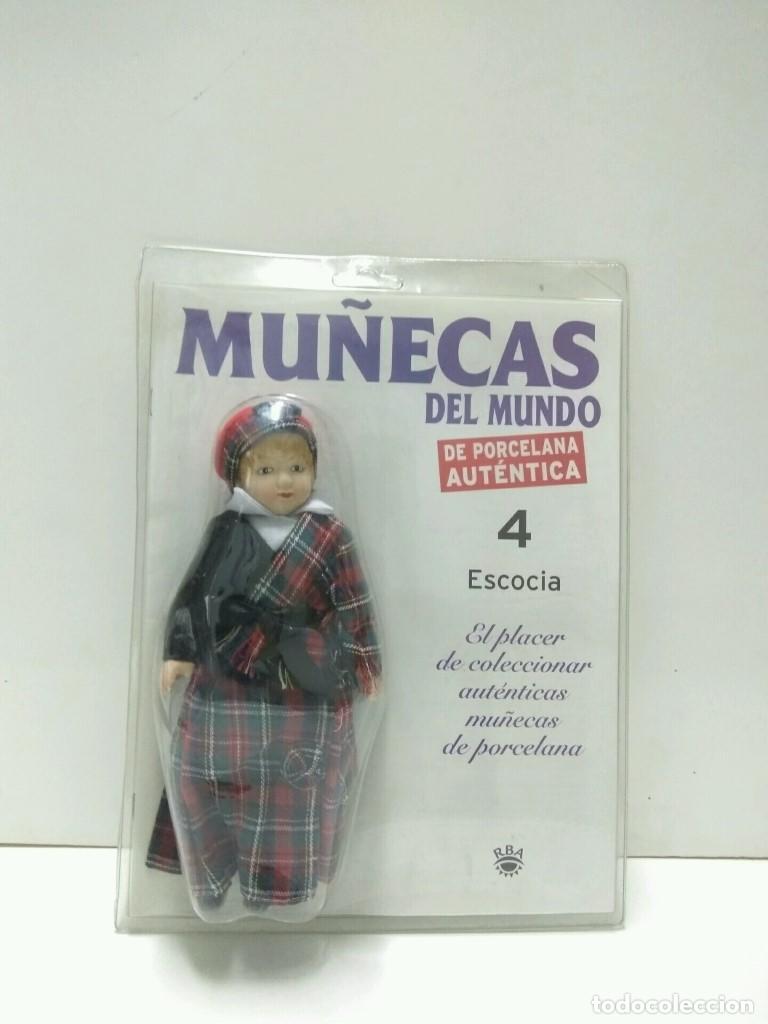 MUÑECAS
DEL MUNDO
DE PORCELANA
AUTÉNTICA
4
Escocia
El placer
de coleccionar
auténticas
muñecas
de porcelana
RBA
todocoleccion